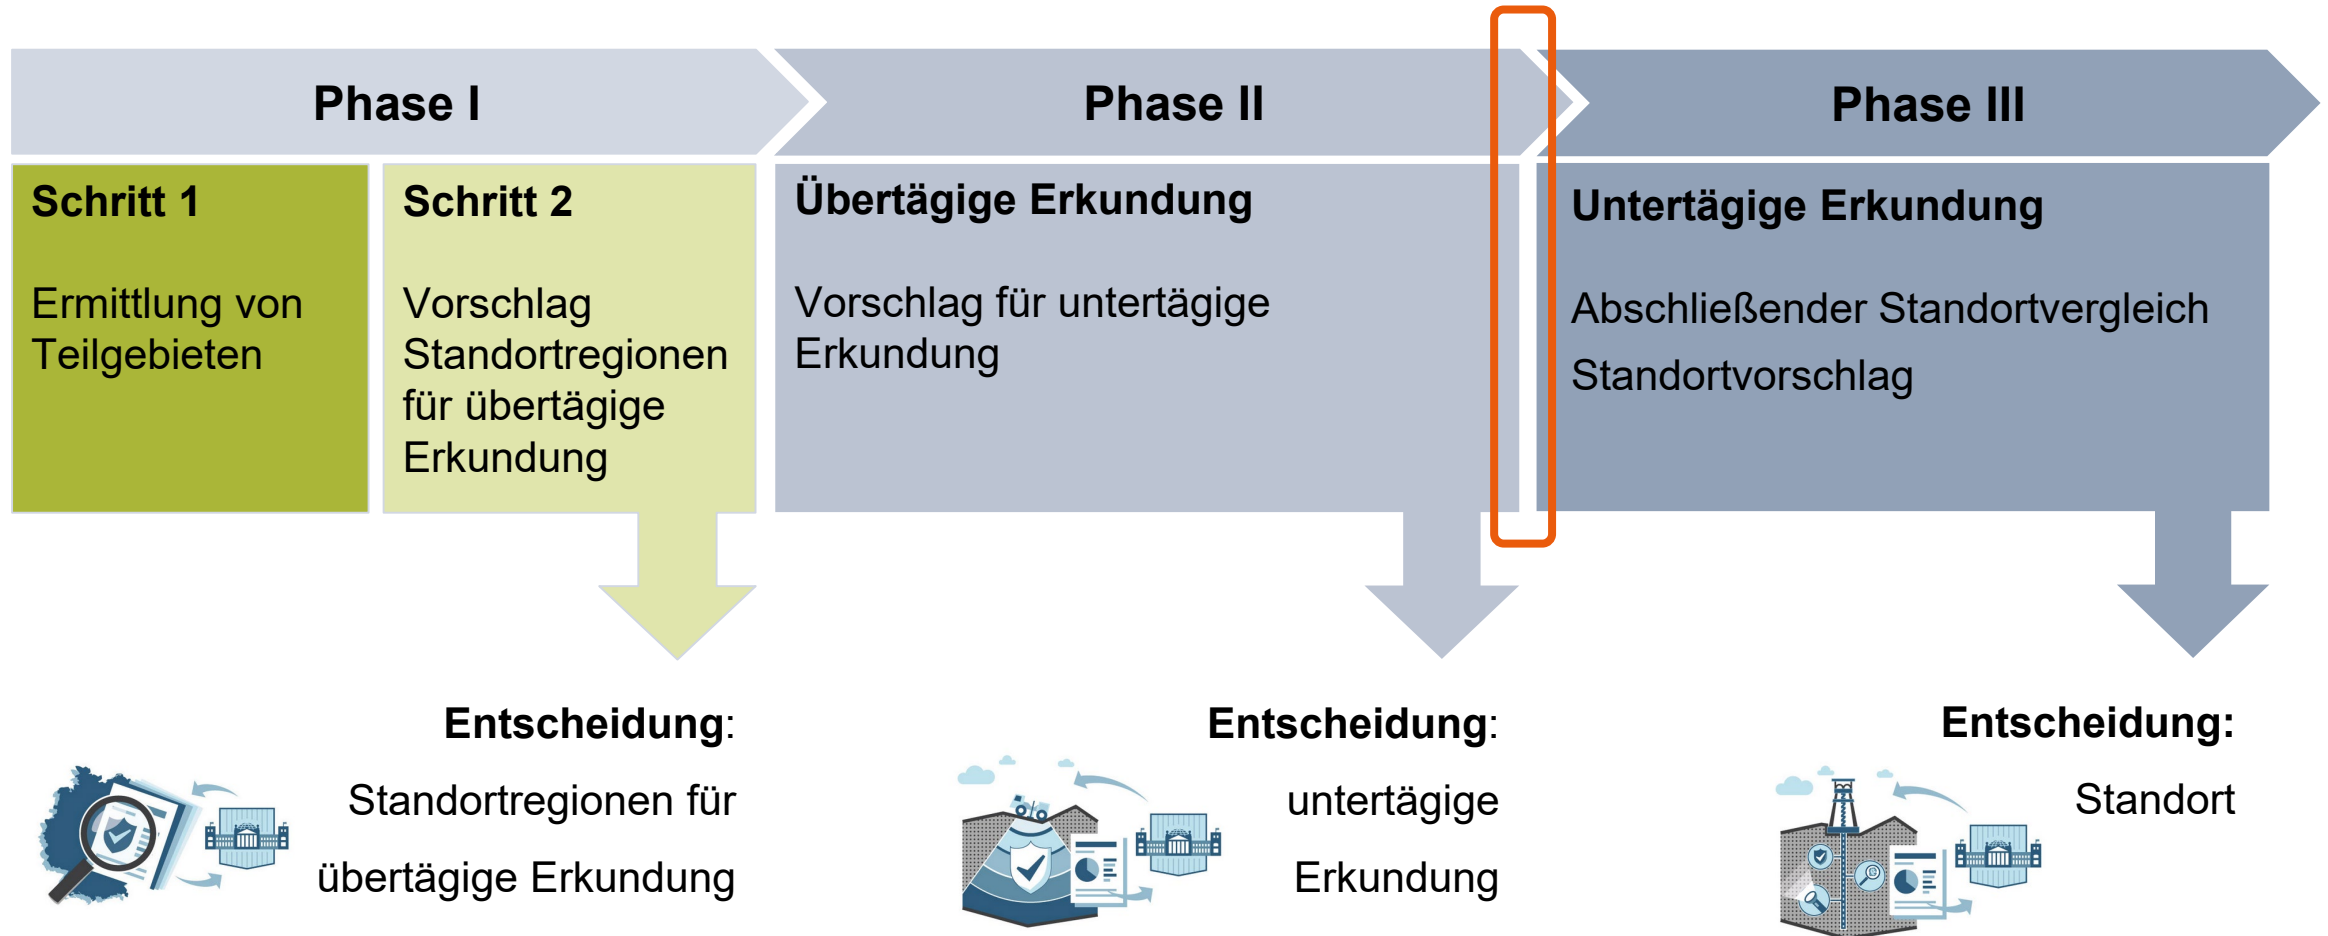 Phase I
Phase II
Phase III
Schritt 1
Ermittlung von
Teilgebieten
Schritt 2
Vorschlag
Standortregionen
für übertägige
Erkundung
Übertägige Erkundung
Vorschlag für untertägige
Erkundung
Untertägige Erkundung
Abschließender Standortvergleich
Standortvorschlag
Entscheidung:
Standortregionen für
übertägige Erkundung
Entscheidung:
untertägige
Erkundung
Entscheidung:
Standort